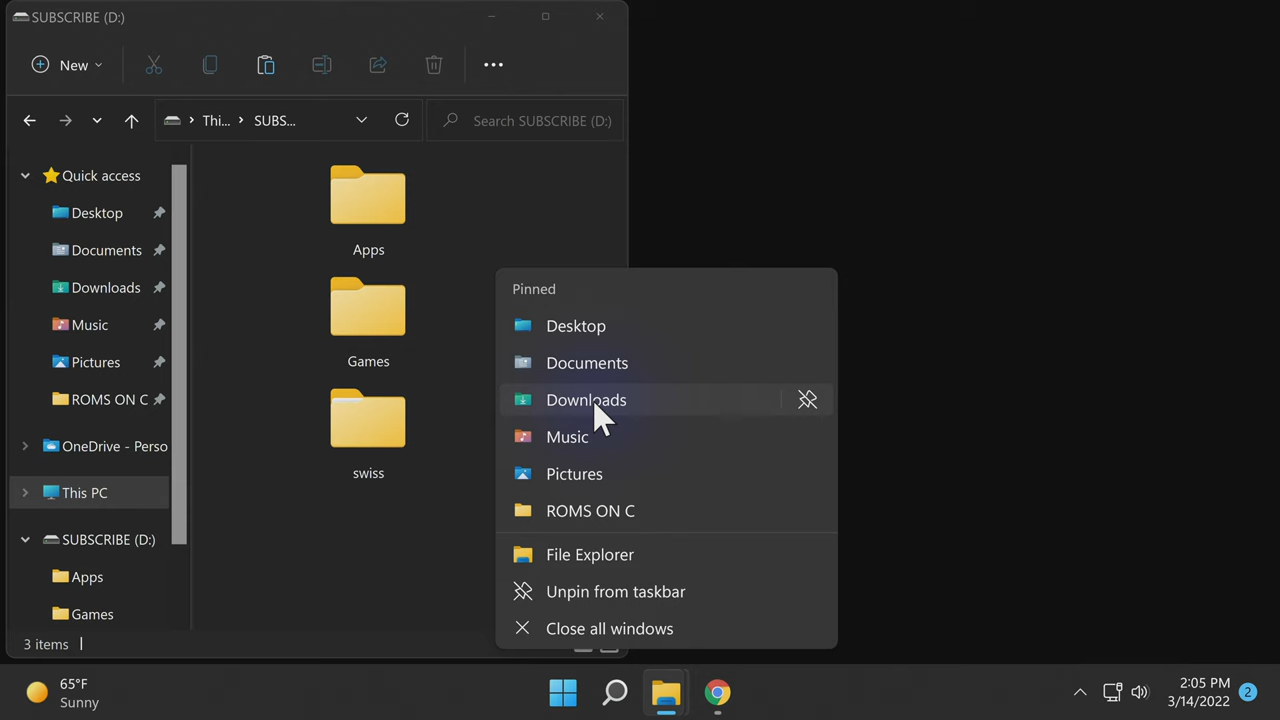 SUBSCRIBE (D:)
New
Thi... SUBS...
Search SUBSCRIBE (D:)
Quick access
Desktop
Documents
Downloads
Music
Pictures
ROMS ON C
OneDrive - Perso
This PC
SUBSCRIBE (D:)
Apps
Games
3 items
Apps
Games
swiss
Pinned
Desktop
Documents
Downloads
Music
Pictures
ROMS ON C
File Explorer
Unpin from taskbar
Close all windows
65°F
Sunny
2:05 PM
3/14/2022
2